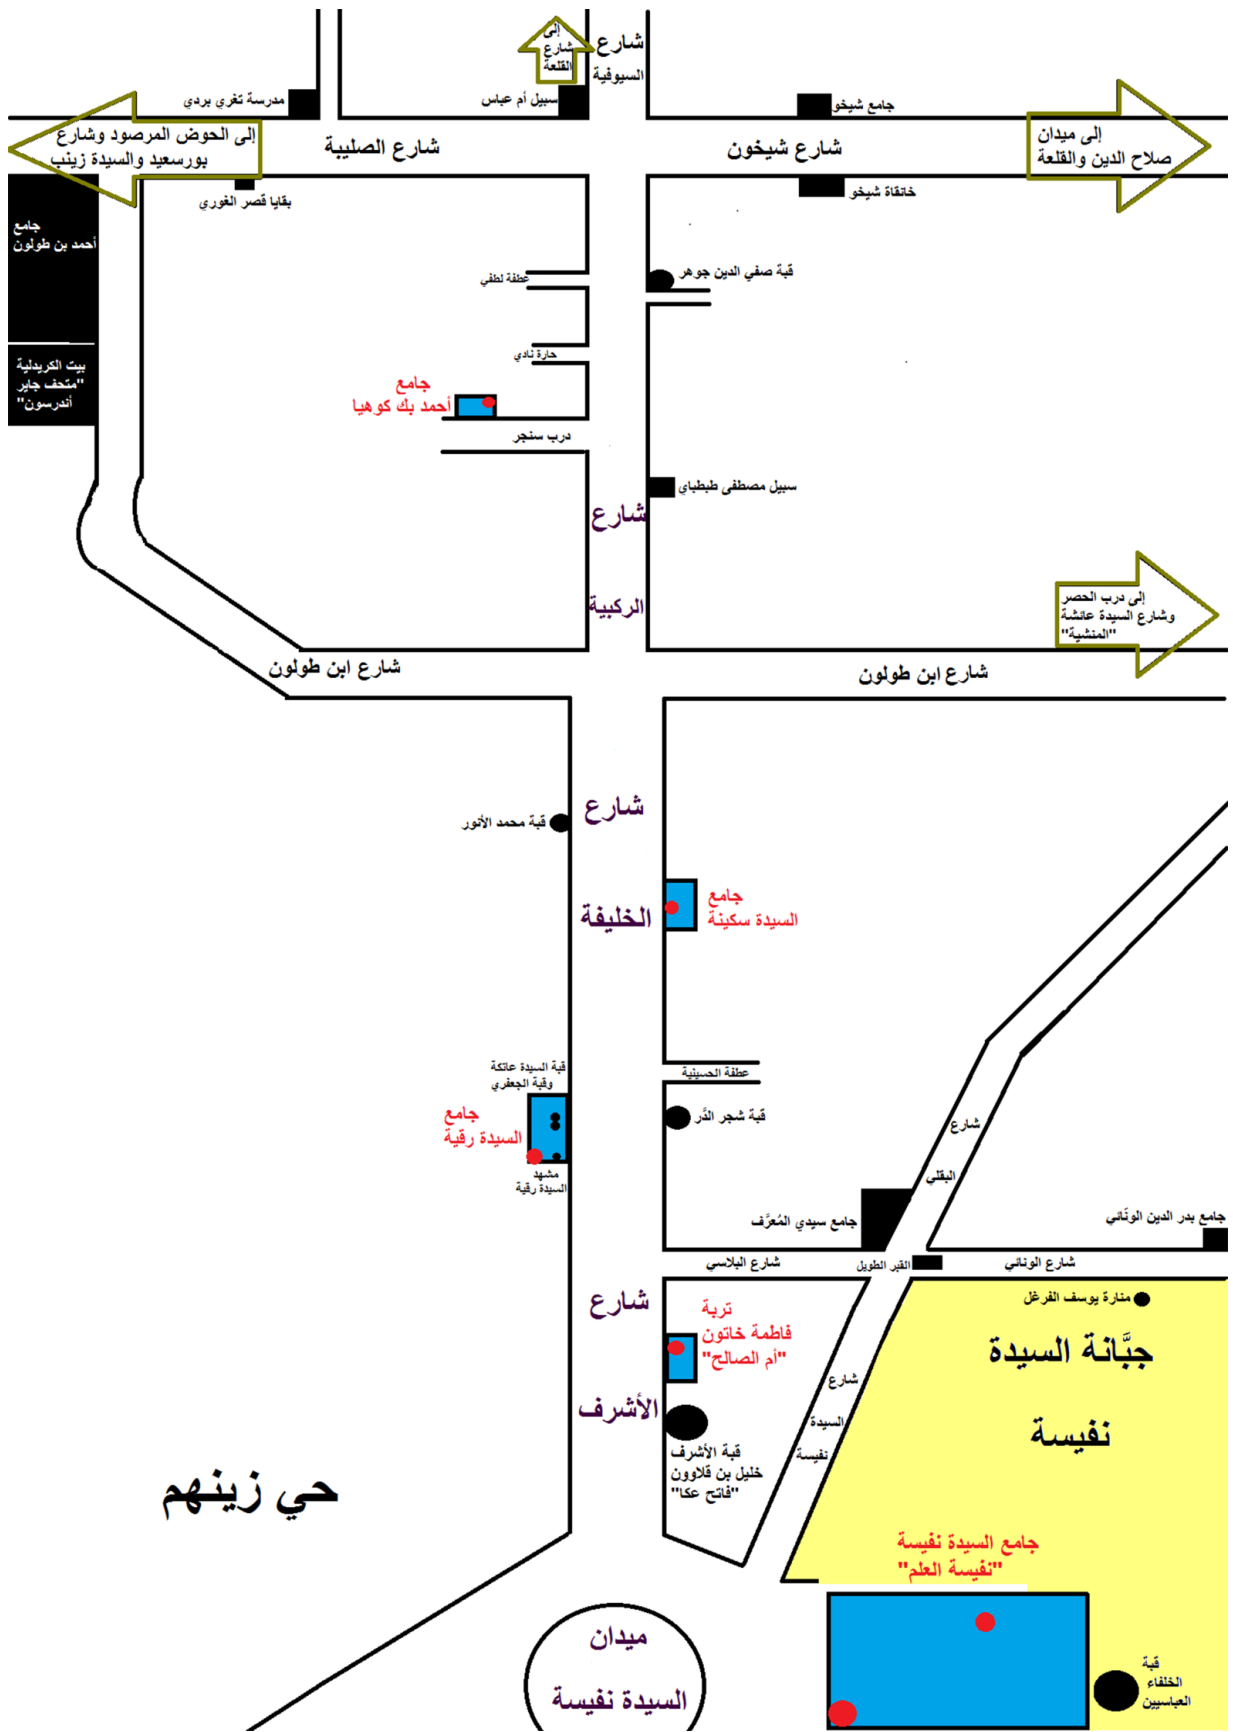 إلى
شارع
القلعة
شارع
السيوفية
مدرسة تغري بردي
سبيل أم عباس
جامع شيخو
إلى الحوض المرصود وشارع
بورسعيد والسيدة زينب
شارع الصليبة
شارع شيخون
إلى ميدان
صلاح الدين والقلعة
بقايا قصر الغوري
خانقاة شيخو
جامع
أحمد بن طولون
عطفة لطفي
قبة صفي الدين جوهر
حارة نادي
بيت الكريدلية
"متحف جاير
أندرسون"
جامع
أحمد بك كوهيا
درب سنجر
سبيل مصطفى طبطباي
شارع
الركبية
إلى درب الحصر
وشارع السيدة عائشة
"المنشية"
شارع ابن طولون
شارع ابن طولون
شارع
الخليفة
قبة محمد الأنور
جامع
السيدة سكينة
عطفة الحسينية
قبة السيدة عاتكة
وقبة الجعفري
جامع
السيدة رقية
مشهد
السيدة رقية
قبة شجر الدَّر
شارع
البقلي
جامع سيدي المُعرَّف
جامع بدر الدين الونَائي
شارع البلاسي
القبر الطويل
شارع الونائي
شارع
الأشرف
تربة
فاطمة خاتون
"أم الصالح"
منارة يوسف الفرغل
جبَّانة السيدة
نفيسة
شارع
السيدة
نفيسة
قبة الأشرف
خليل بن قلاوون
"فاتح عكا"
حي زينهم
جامع السيدة نفيسة
"نفيسة العلم"
ميدان
السيدة نفيسة
قبة
الخلفاء
العباسيين